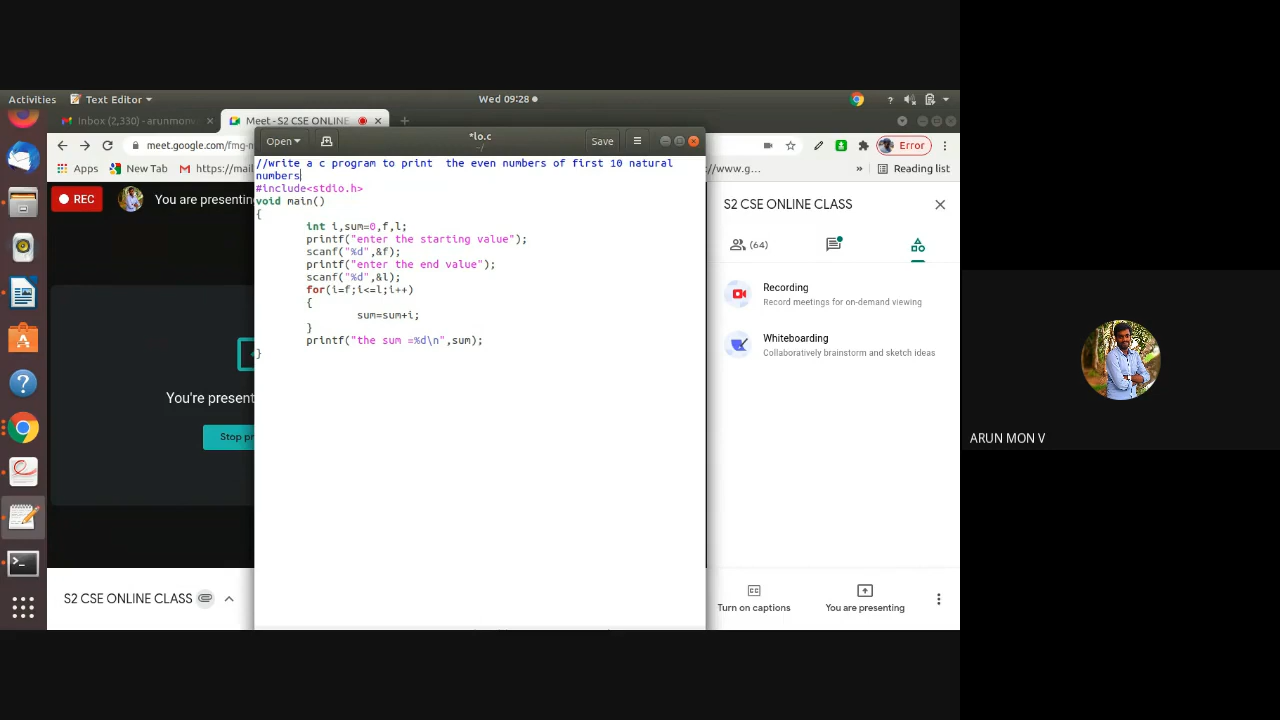 Activities
Text Editor
Wed 09:28
?
Inbox (2,330) - arunmonv
Meet - S2 CSE ONLINE
*lo.c
~/
Open
Save
meet.google.com/fmg-n
Error
Apps
New Tab
https://mail
//www.g...
»
Reading list
//write a c program to print  the even numbers of first 10 natural
numbers
#include<stdio.h>
void main()
{
int i,sum=0,f,l;
printf("enter the starting value");
scanf("%d",&f);
printf("enter the end value");
scanf("%d",&l);
for(i=f;i<=l;i++)
{
sum=sum+i;
}
printf("the sum =%d\n",sum);
}
REC
You are presentin
You're present
Stop pr
S2 CSE ONLINE CLASS
(64)
Recording
Record meetings for on-demand viewing
Whiteboarding
Collaboratively brainstorm and sketch ideas
ARUN MON V
S2 CSE ONLINE CLASS
Turn on captions
You are presenting